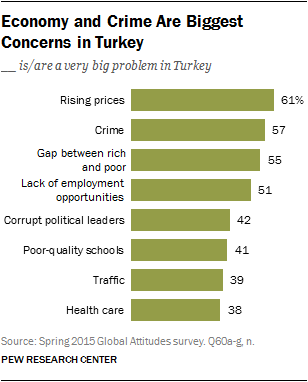 Economy and Crime Are Biggest
Concerns in Turkey
__ is/are a very big problem in Turkey
Rising prices 61%
Crime 57
Gap between rich
and poor 55
Lack of employment
opportunities 51
Corrupt political leaders 42
Poor-quality schools 41
Traffic 39
Health care 38
Source: Spring 2015 Global Attitudes survey. Q60a-g, n.
PEW RESEARCH CENTER